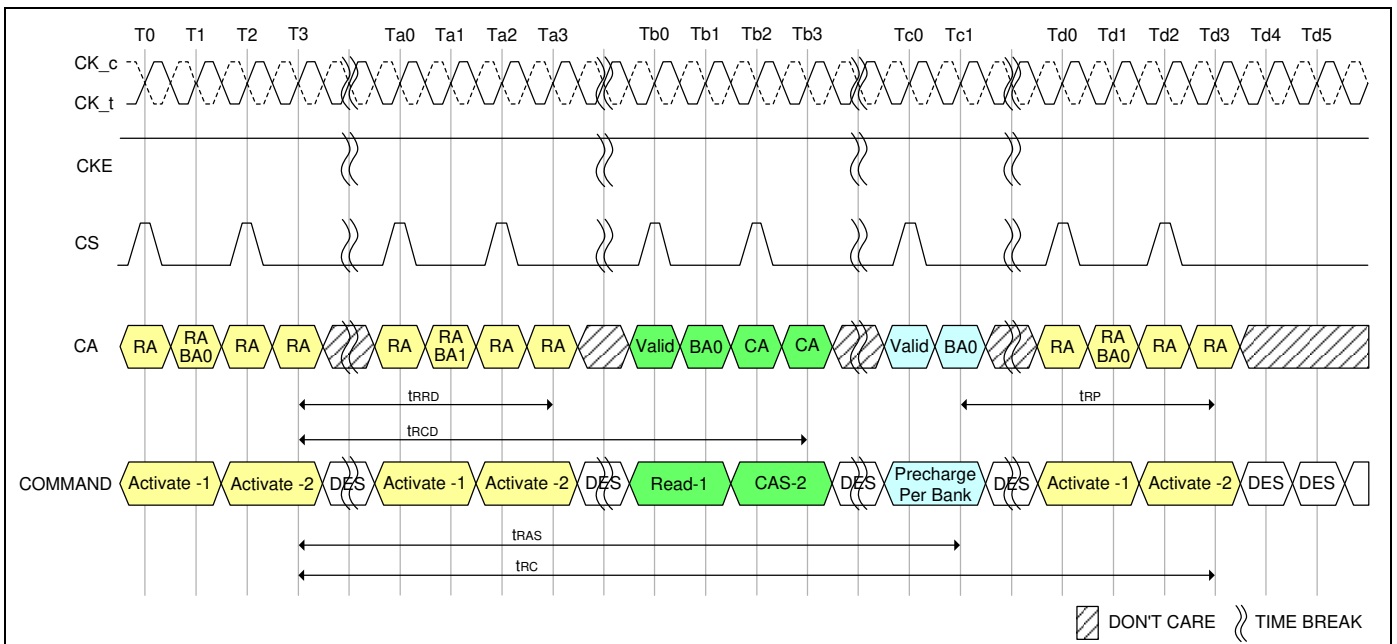 T0 T1 T2 T3 Ta0 Ta1 Ta2 Ta3 Tb0 Tb1 Tb2 Tb3 Tc0 Tc1 Td0 Td1 Td2 Td3 Td4 Td5
CK_c
CK_t
CKE
CS
CA RA RA BA0 RA RA RA RA BA1 RA RA Valid BA0 CA CA Valid BA0 RA RA BA0 RA RA
tRRD tRP
tRCD
COMMAND Activate -1 Activate -2 DES Activate -1 Activate -2 DES Read-1 CAS-2 DES Precharge Per Bank DES Activate -1 Activate -2 DES DES
tRAS
tRC
DON'T CARE TIME BREAK